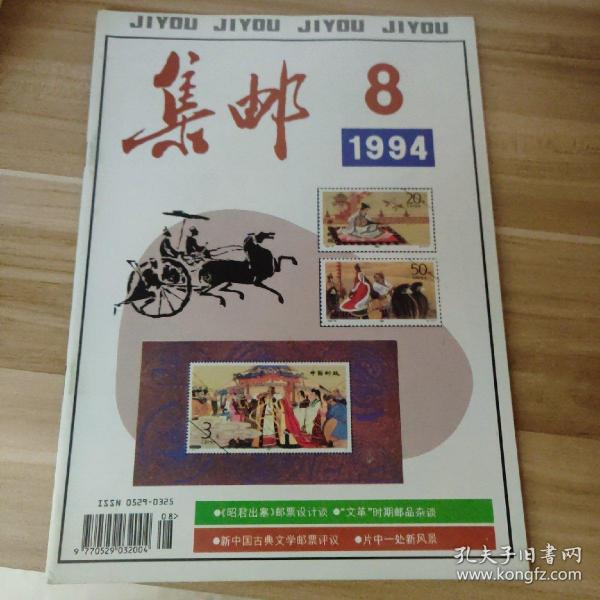 JIYOU JIYOU JIYOU JIYOU
集邮
8
1994
20分
50分
中国邮政
3
ISSN 0529-0325
08>
9 770529 032004
●《昭君出塞》邮票设计谈 ●“文革”时期邮品杂谈
●新中国古典文学邮票评议 ●片中一处新风景
孔夫子旧书网
www.kongfz.com